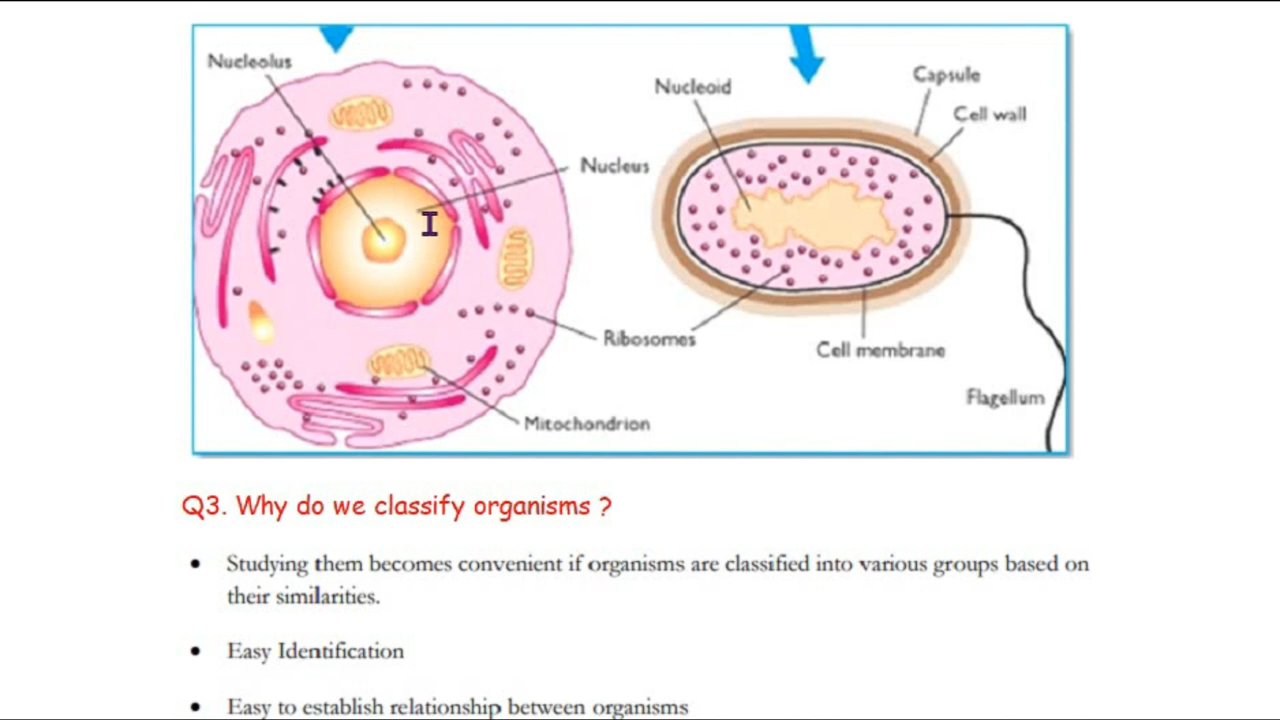 Nucleolus
Nucleus
Ribosomes
Mitochondrion
Nucleoid
Capsule
Cell wall
Cell membrane
Flagellum
Q3. Why do we classify organisms ?
• Studying them becomes convenient if organisms are classified into various groups based on
their similarities.
• Easy Identification
• Easy to establish relationship between organisms